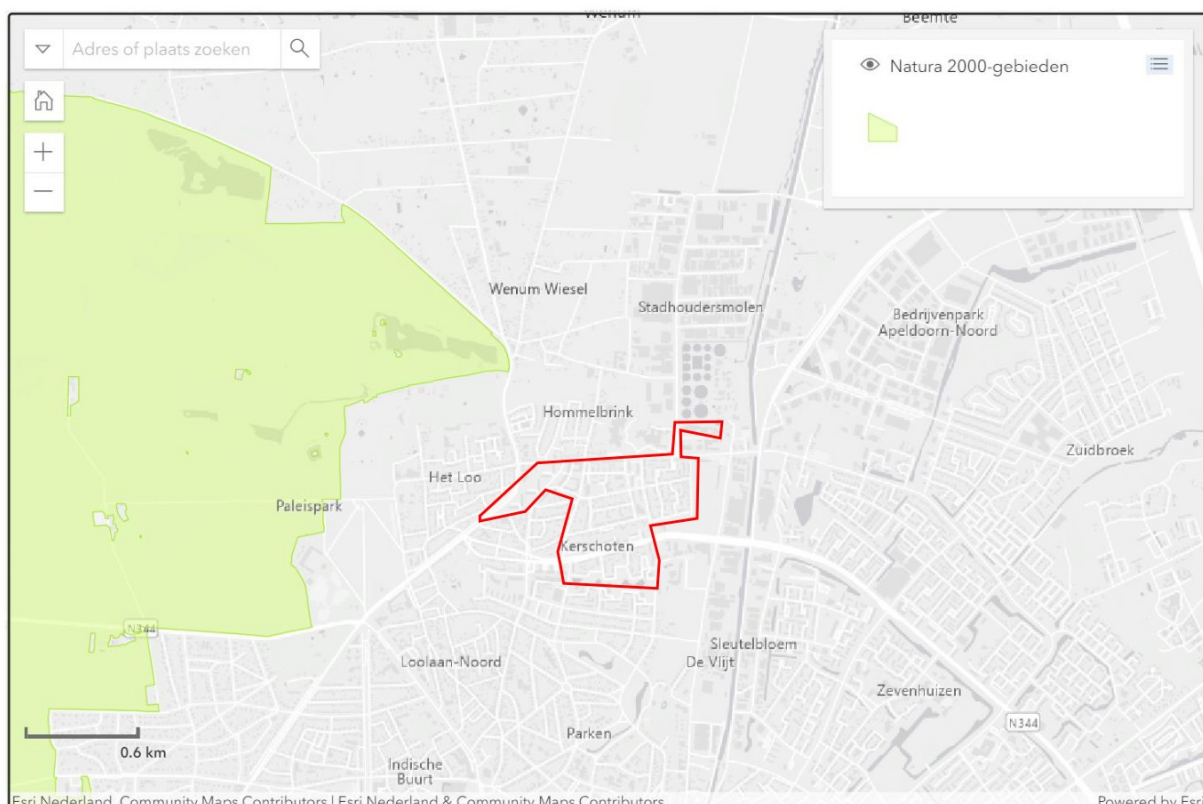 Wenum
Beemte
Adres of plaats zoeken
Natura 2000-gebieden
Wenum Wiesel
Stadhoudersmolen
Bedrijvenpark
Apeldoorn-Noord
Hommelbrink
Zuidbroek
Het Loo
Paleispark
Kerschoten
N344
Sleutelbloem
Loolaan-Noord
De Vlijt
Zevenhuizen
N344
0.6 km
Parken
Indische
Buurt
Esri Nederland, Community Maps Contributors | Esri Nederland & Community Maps Contributors
Powered by Esri